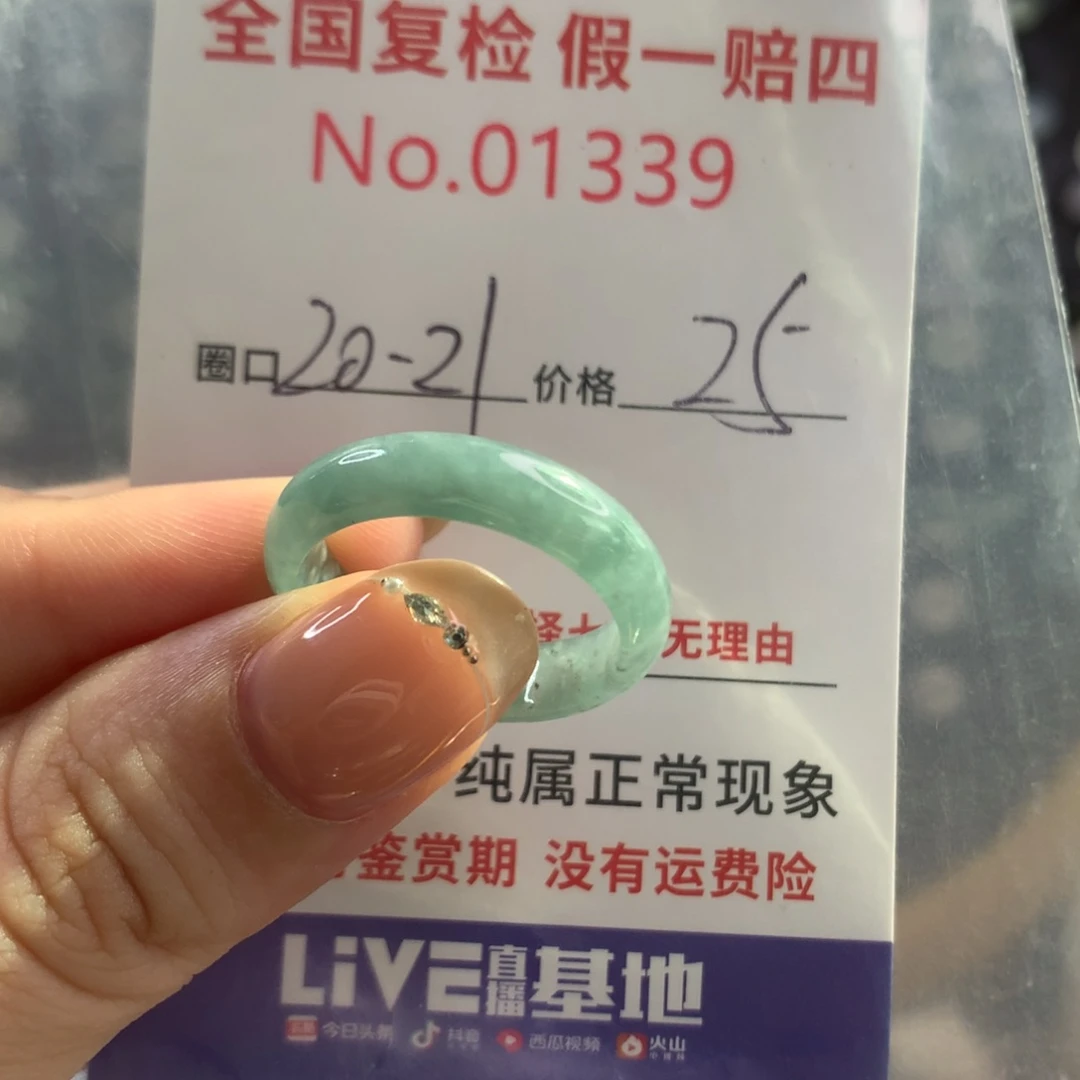 全国复检 假一赔四
No.01339
圈口 20-21 价格 25
择 无理由
纯属正常现象
鉴赏期 没有运费险
LiVE直播基地
今日头条 抖音 西瓜视频 火山